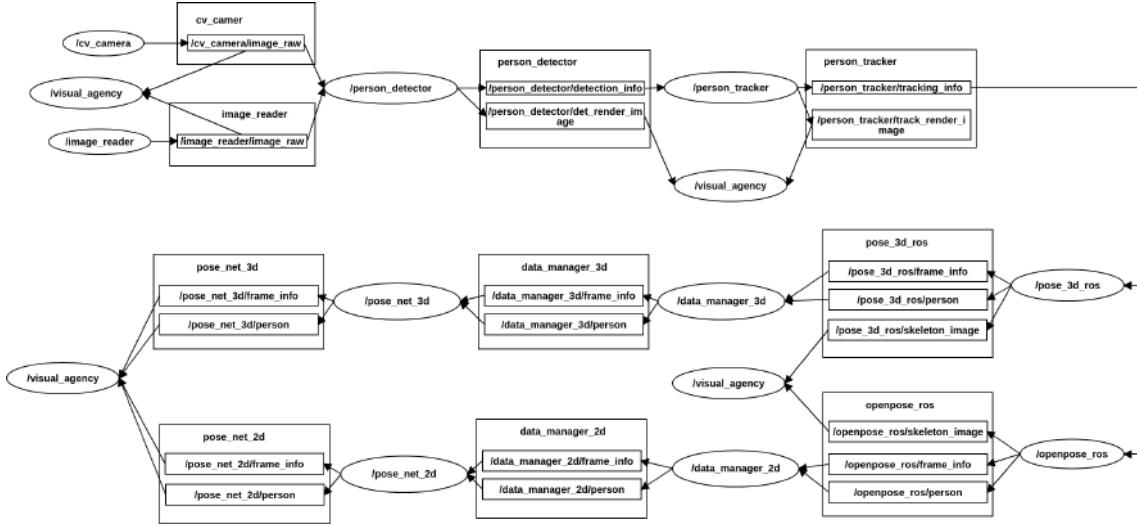 cv_camer
/cv_camera
/cv_camera/image_raw
/visual_agency
image_reader
/image_reader
/image_reader/image_raw
/person_detector
person_detector
/person_detector/detection_info
/person_detector/det_render_im
age
/person_tracker
person_tracker
/person_tracker/tracking_info
/person_tracker/track_render_i
mage
/visual_agency
pose_net_3d
/pose_net_3d/frame_info
/pose_net_3d/person
/pose_net_3d
data_manager_3d
/data_manager_3d/frame_info
/data_manager_3d/person
/data_manager_3d
pose_3d_ros
/pose_3d_ros/frame_info
/pose_3d_ros/person
/pose_3d_ros/skeleton_image
/pose_3d_ros
/visual_agency
/visual_agency
pose_net_2d
/pose_net_2d/frame_info
/pose_net_2d/person
/pose_net_2d
data_manager_2d
/data_manager_2d/frame_info
/data_manager_2d/person
/data_manager_2d
openpose_ros
/openpose_ros/skeleton_image
/openpose_ros/frame_info
/openpose_ros/person
/openpose_ros